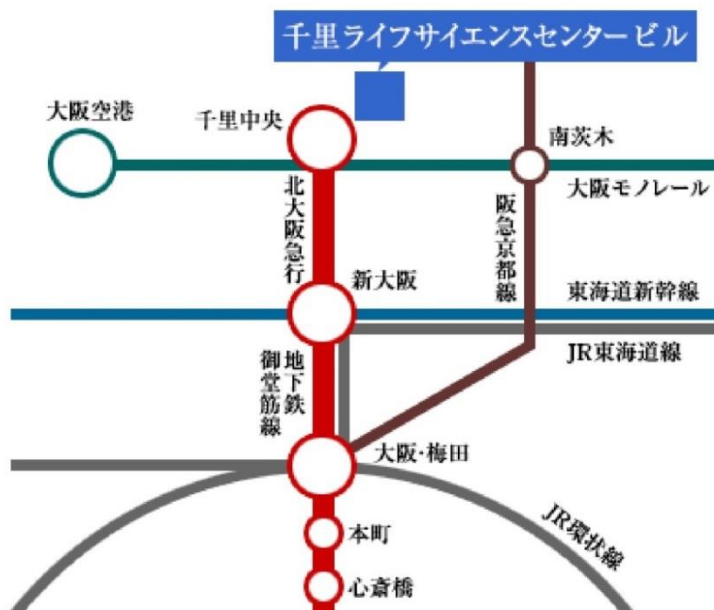 千里ライフサイエンスセンタービル
大阪空港
千里中央
南茨木
大阪モノレール
北大阪急行
阪急京都線
新大阪
東海道新幹線
JR東海道線
地下鉄
御堂筋線
大阪・梅田
JR環状線
本町
心斎橋